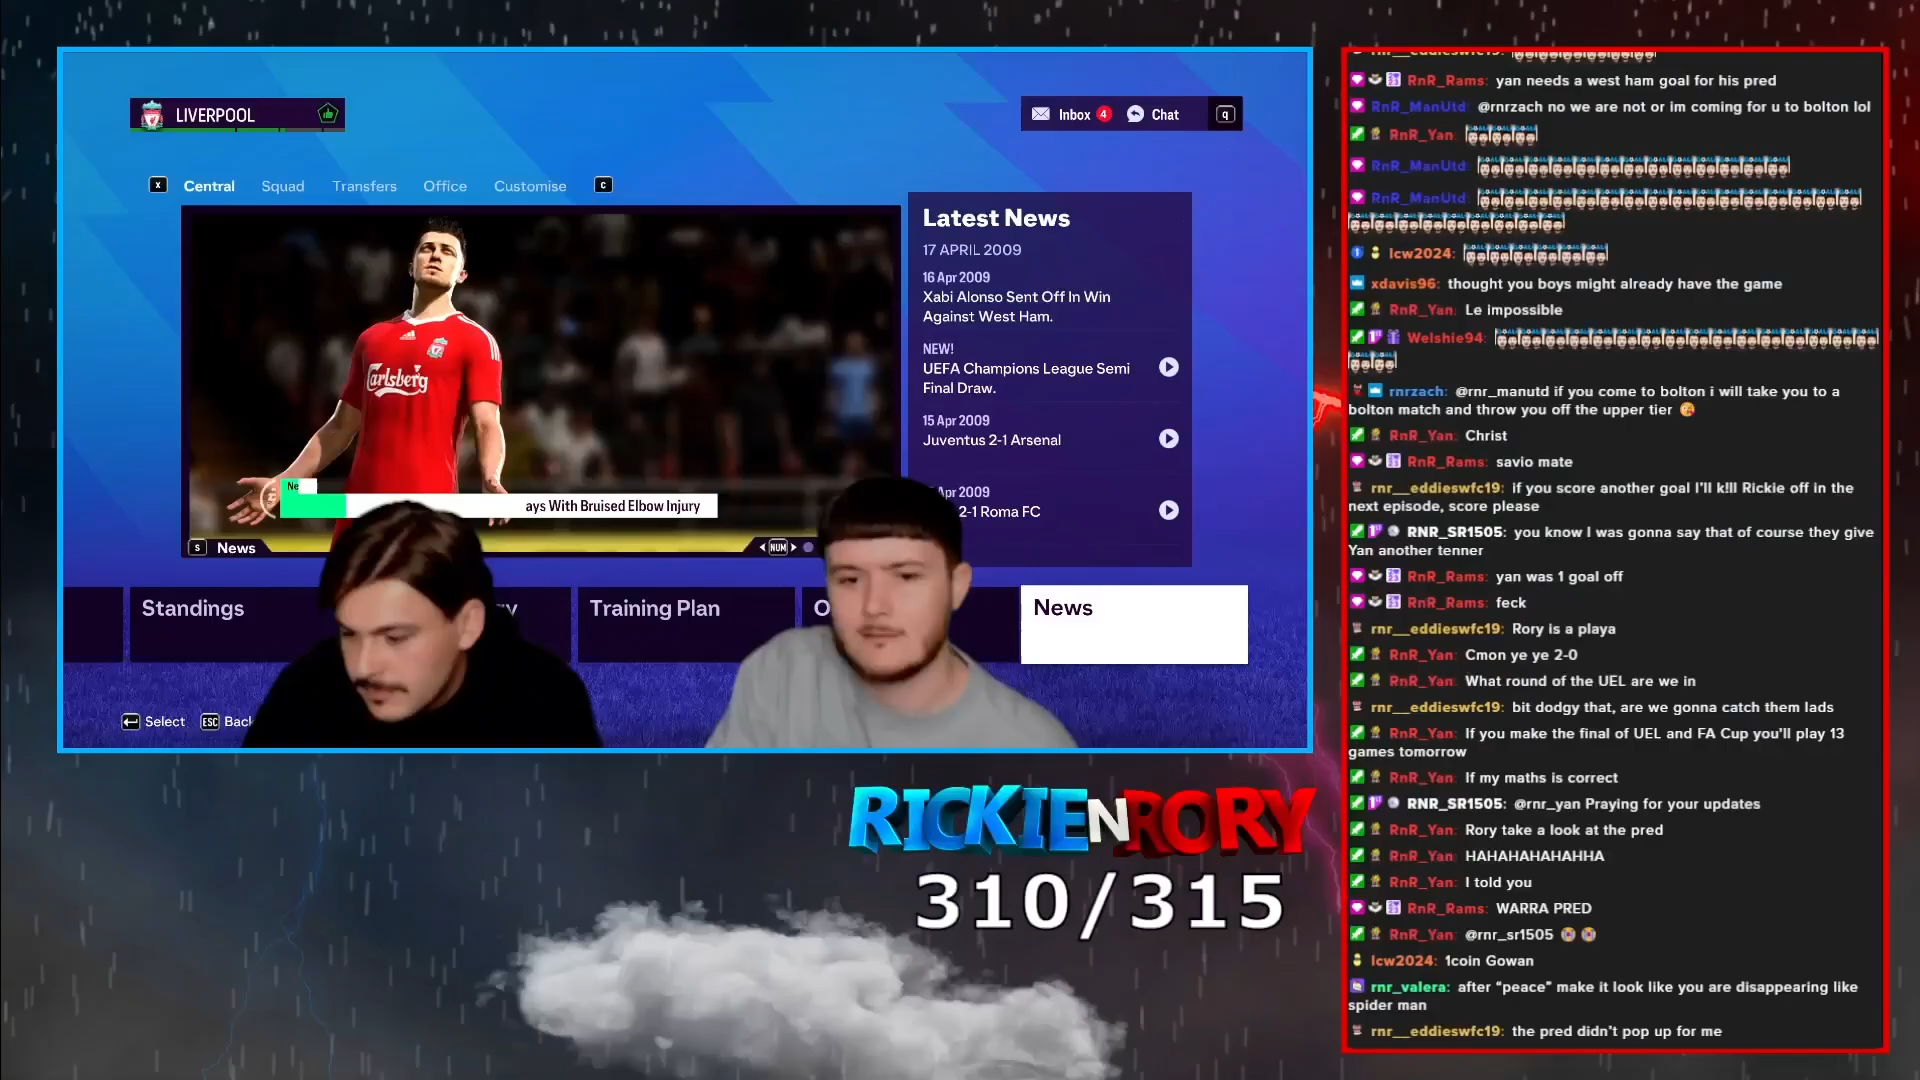 LIVERPOOL
Inbox 4 Chat q
x Central Squad Transfers Office Customise c
Latest News
17 APRIL 2009
16 Apr 2009
Xabi Alonso Sent Off In Win
Against West Ham.
NEW!
UEFA Champions League Semi
Final Draw.
15 Apr 2009
Juventus 2-1 Arsenal
Apr 2009
2-1 Roma FC
Carlsberg
Ne
ays With Bruised Elbow Injury
S News
NUM
Standings
Training Plan
News
Select ESC Back
RICKIENRORY
310/315
rnr__eddieswfc19:
RnR_Rams: yan needs a west ham goal for his pred
RnR_ManUtd: @rnrzach no we are not or im coming for u to bolton lol
RnR_Yan:
RnR_ManUtd:
RnR_ManUtd:
lcw2024:
xdavis96: thought you boys might already have the game
RnR_Yan: Le impossible
Welshie94:
rnrzach: @rnr_manutd if you come to bolton i will take you to a
bolton match and throw you off the upper tier 😘
RnR_Yan: Christ
RnR_Rams: savio mate
rnr__eddieswfc19: if you score another goal I'll k!ll Rickie off in the
next episode, score please
RNR_SR1505: you know I was gonna say that of course they give
Yan another tenner
RnR_Rams: yan was 1 goal off
RnR_Rams: feck
rnr__eddieswfc19: Rory is a playa
RnR_Yan: Cmon ye ye 2-0
RnR_Yan: What round of the UEL are we in
rnr__eddieswfc19: bit dodgy that, are we gonna catch them lads
RnR_Yan: If you make the final of UEL and FA Cup you'll play 13
games tomorrow
RnR_Yan: If my maths is correct
RNR_SR1505: @rnr_yan Praying for your updates
RnR_Yan: Rory take a look at the pred
RnR_Yan: HAHAHAHAHAHHA
RnR_Yan: I told you
RnR_Rams: WARRA PRED
RnR_Yan: @rnr_sr1505
lcw2024: 1coin Gowan
rnr_valera: after “peace” make it look like you are disappearing like
spider man
rnr__eddieswfc19: the pred didn't pop up for me